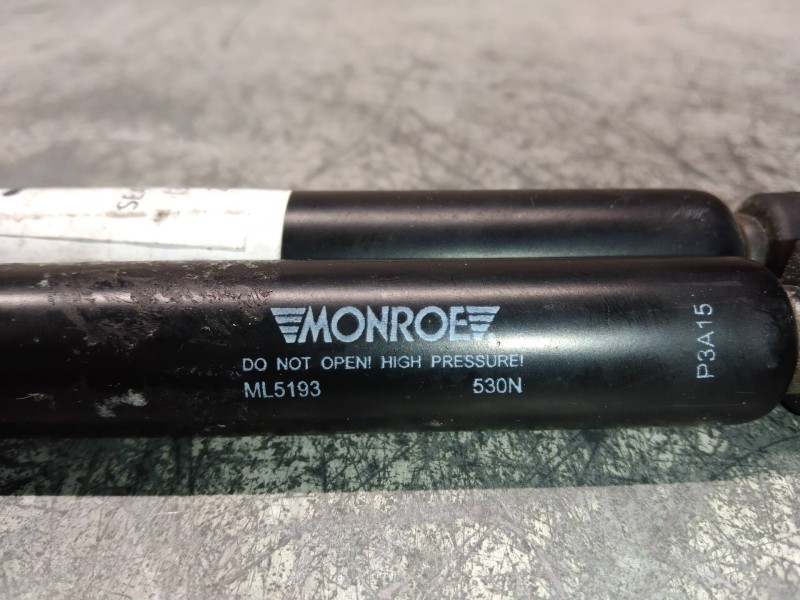 MONROE
DO NOT OPEN! HIGH PRESSURE!
ML5193 530N
P3A15